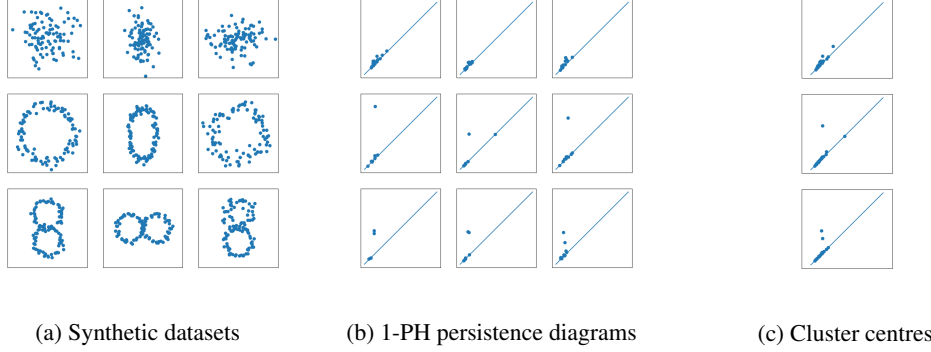 (a) Synthetic datasets
(b) 1-PH persistence diagrams
(c) Cluster centres